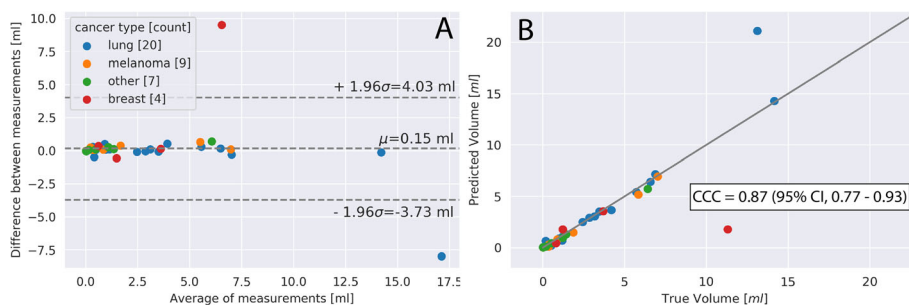 A
Difference between measurements [ml]
10.0
7.5
5.0
2.5
0.0
−2.5
−5.0
−7.5
cancer type [count]
lung [20]
melanoma [9]
other [7]
breast [4]
+ 1.96σ=4.03 ml
μ=0.15 ml
- 1.96σ=-3.73 ml
0.0 2.5 5.0 7.5 10.0 12.5 15.0 17.5
Average of measurements [ml]
B
Predicted Volume [ml]
20
15
10
5
0
CCC = 0.87 (95% CI, 0.77 - 0.93)
0 5 10 15 20
True Volume [ml]